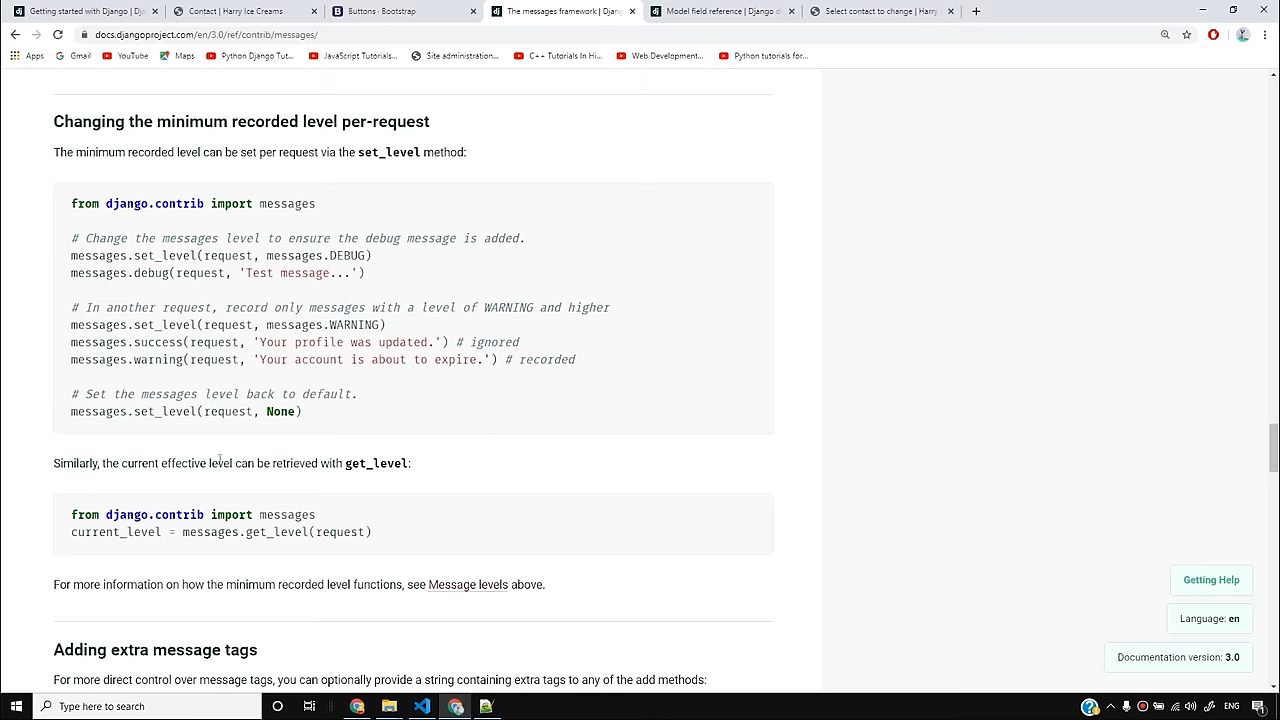 Getting started with Django | Dj
Contact | Harry Ice Creams
Buttons · Bootstrap
The messages framework | Djan
Model field reference | Django d
Select contact to change | Harry
docs.djangoproject.com/en/3.0/ref/contrib/messages/
Apps
Gmail
YouTube
Maps
Python Django Tut...
JavaScript Tutorials...
Site administration...
C++ Tutorials In Hi...
Web Development...
Python tutorials for...
Changing the minimum recorded level per-request
The minimum recorded level can be set per request via the set_level method:
from django.contrib import messages
# Change the messages level to ensure the debug message is added.
messages.set_level(request, messages.DEBUG)
messages.debug(request, 'Test message...')
# In another request, record only messages with a level of WARNING and higher
messages.set_level(request, messages.WARNING)
messages.success(request, 'Your profile was updated.') # ignored
messages.warning(request, 'Your account is about to expire.') # recorded
# Set the messages level back to default.
messages.set_level(request, None)
Similarly, the current effective level can be retrieved with get_level:
from django.contrib import messages
current_level = messages.get_level(request)
For more information on how the minimum recorded level functions, see Message levels above.
Adding extra message tags
For more direct control over message tags, you can optionally provide a string containing extra tags to any of the add methods:
Getting Help
Language: en
Documentation version: 3.0
Type here to search
ENG